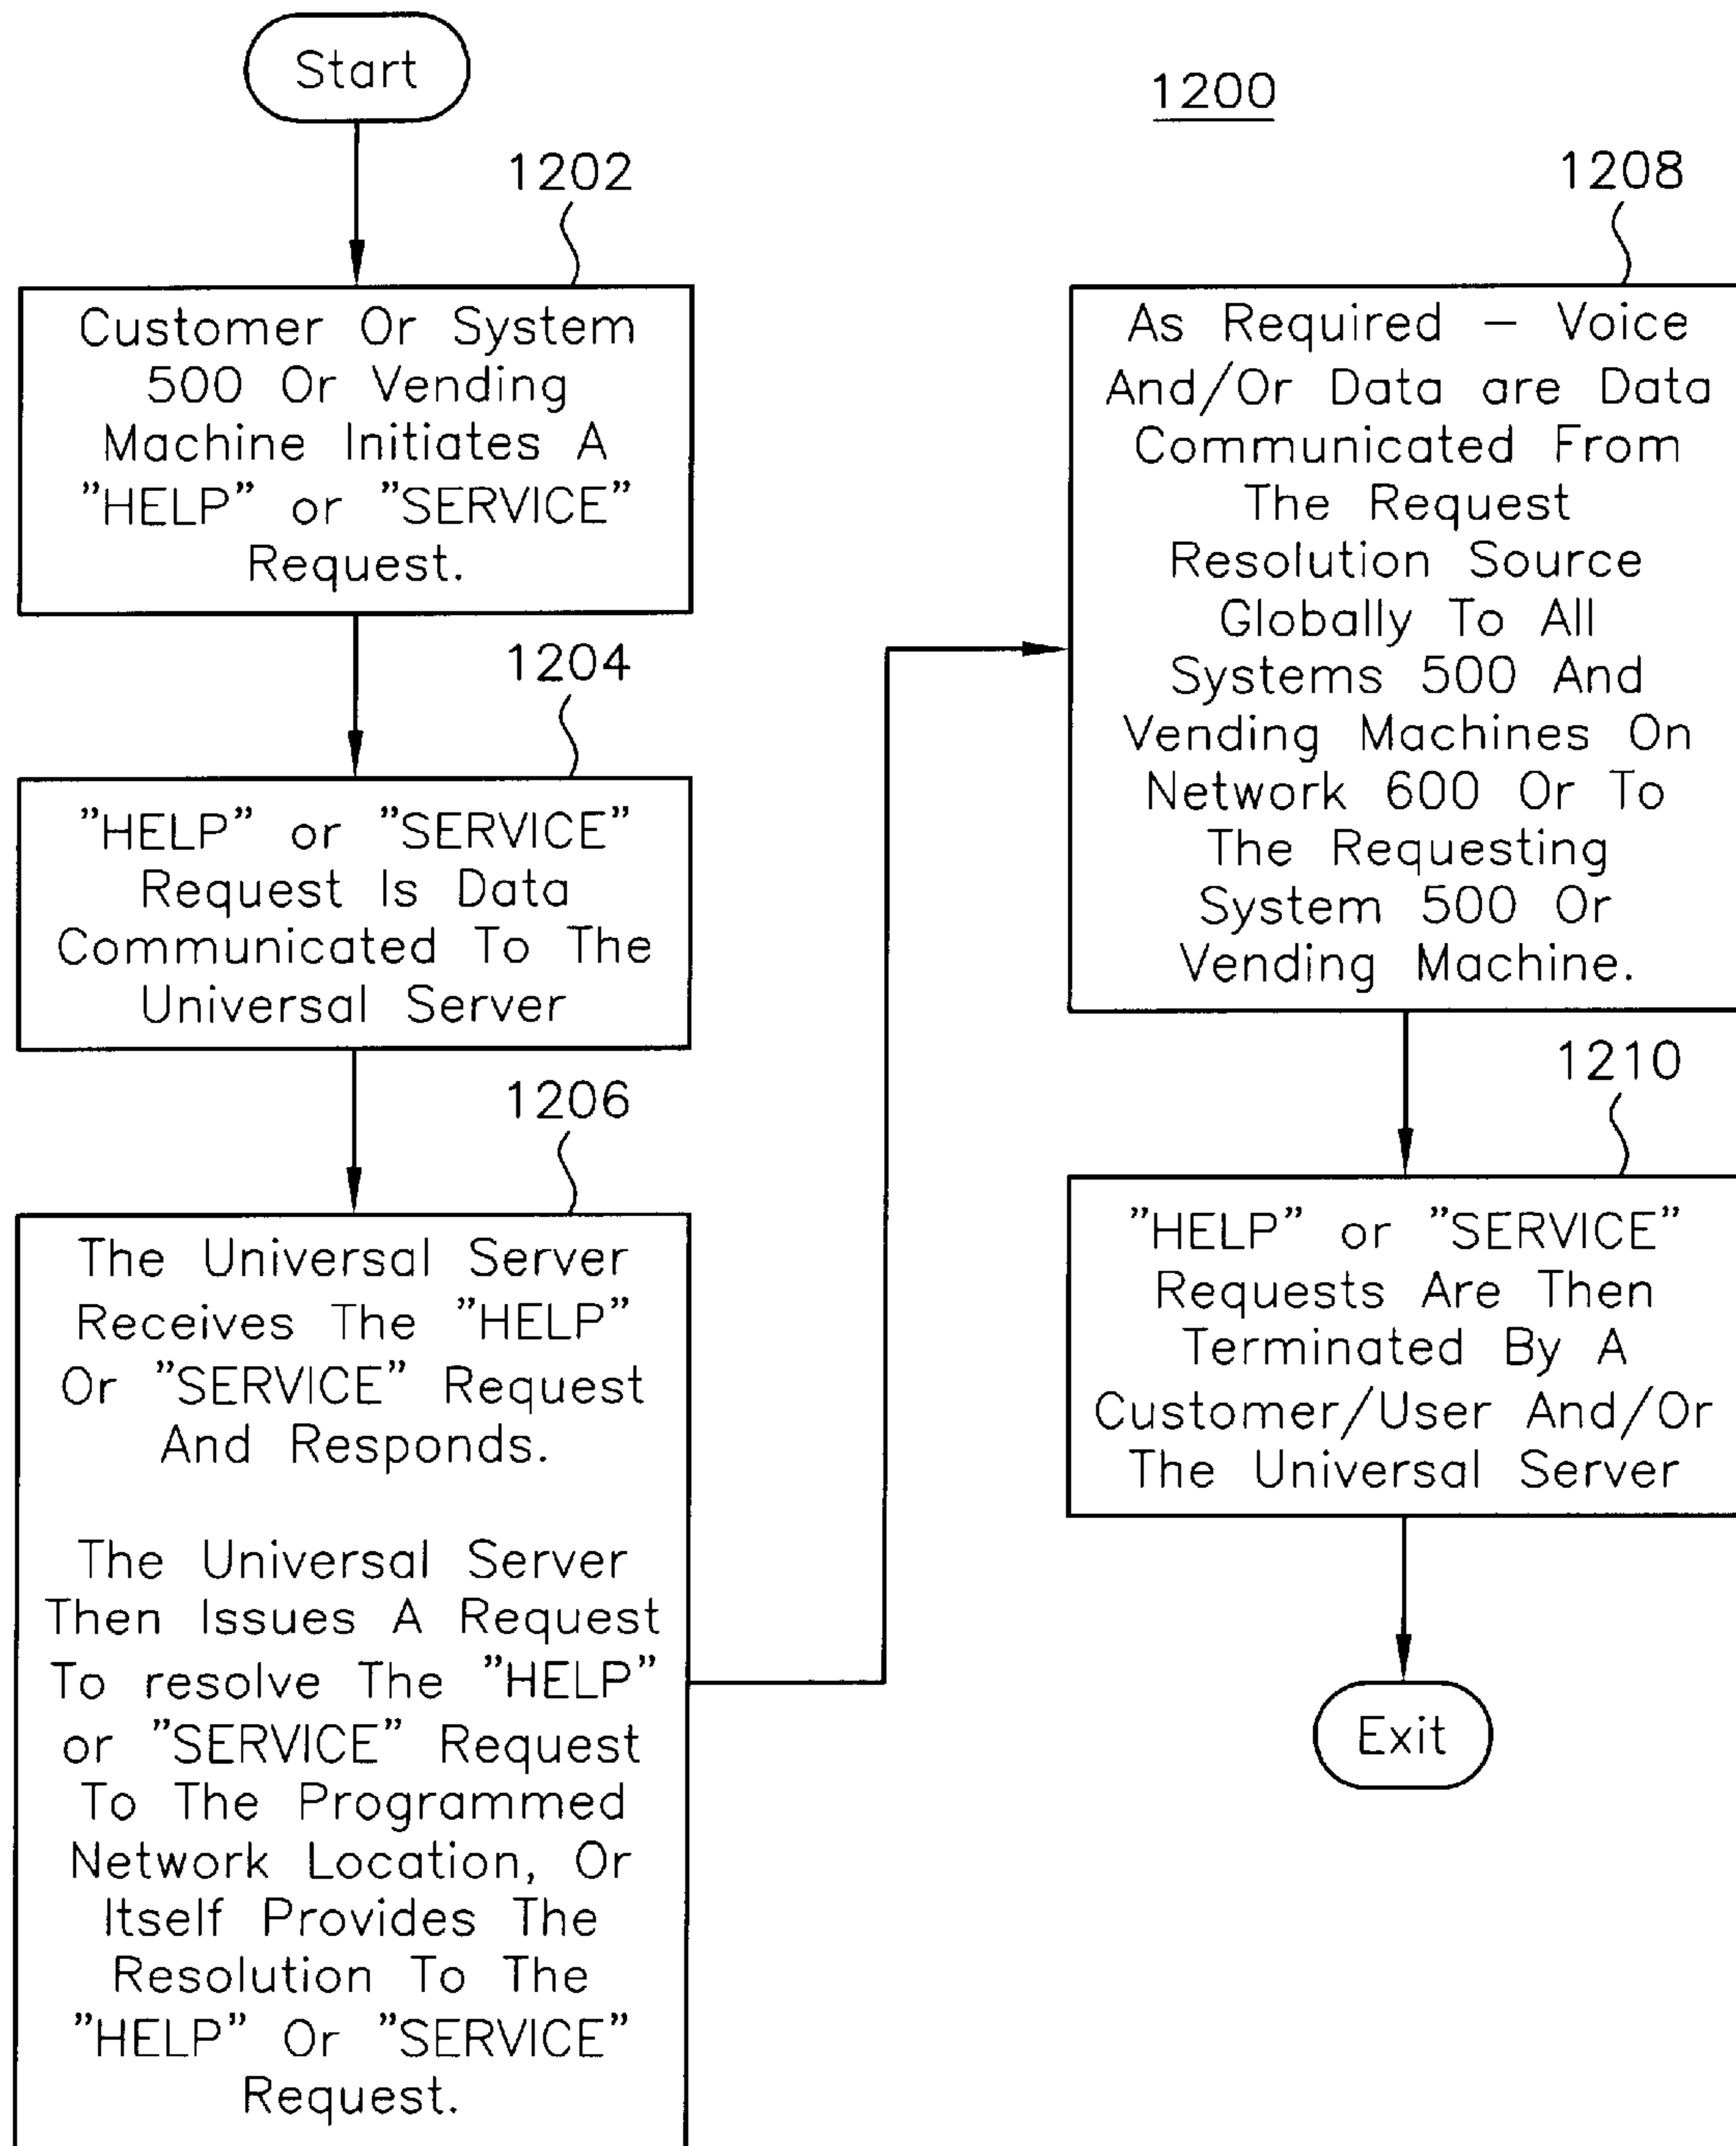 Start
1200
1202
Customer Or System
500 Or Vending
Machine Initiates A
"HELP" or "SERVICE"
Request.
1204
"HELP" or "SERVICE"
Request Is Data
Communicated To The
Universal Server
1206
The Universal Server
Receives The "HELP"
Or "SERVICE" Request
And Responds.
The Universal Server
Then Issues A Request
To resolve The "HELP"
or "SERVICE" Request
To The Programmed
Network Location, Or
Itself Provides The
Resolution To The
"HELP" Or "SERVICE"
Request.
1208
As Required – Voice
And/Or Data are Data
Communicated From
The Request
Resolution Source
Globally To All
Systems 500 And
Vending Machines On
Network 600 Or To
The Requesting
System 500 Or
Vending Machine.
1210
"HELP" or "SERVICE"
Requests Are Then
Terminated By A
Customer/User And/Or
The Universal Server
Exit